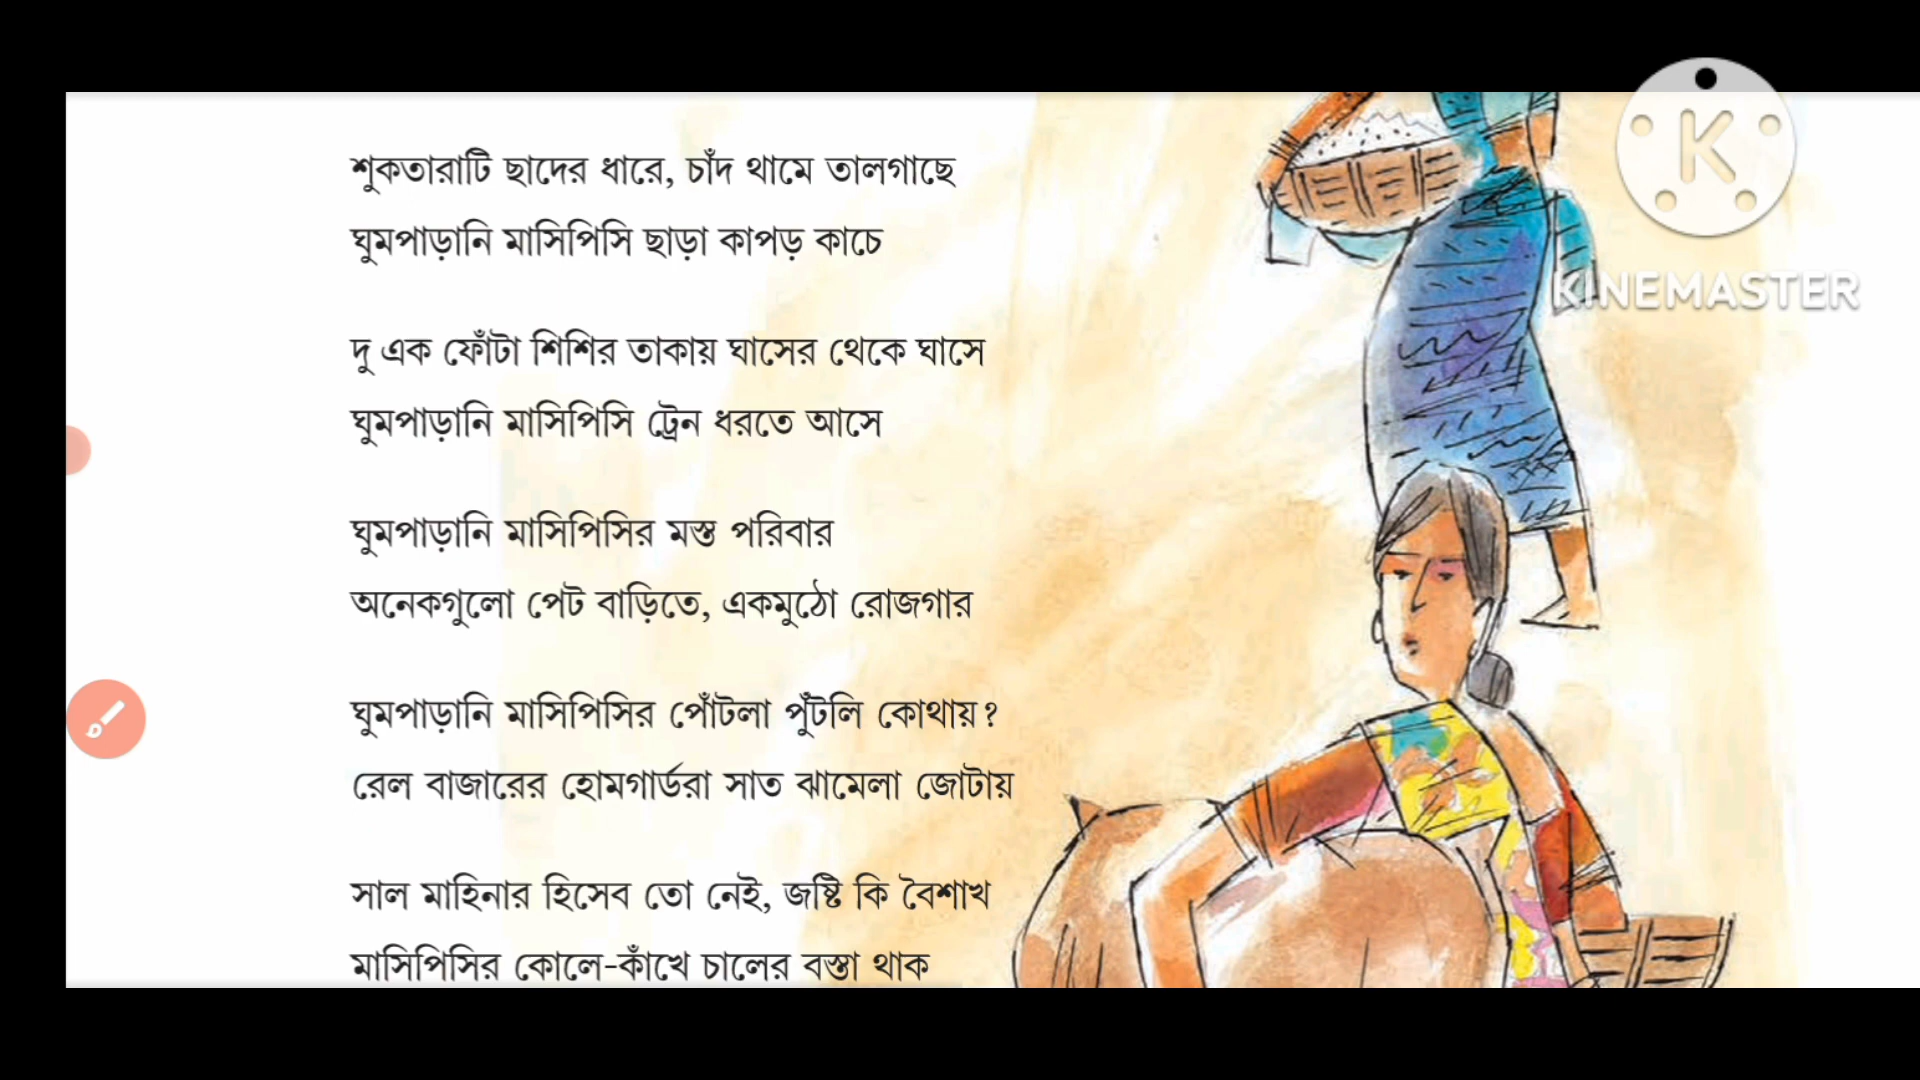 শুকতারাটি ছাদের ধারে, চাঁদ থামে তালগাছে
ঘুমপাড়ানি মাসিপিসি ছাড়া কাপড় কাচে
দু এক ফোঁটা শিশির তাকায় ঘাসের থেকে ঘাসে
ঘুমপাড়ানি মাসিপিসি ট্রেন ধরতে আসে
ঘুমপাড়ানি মাসিপিসির মস্ত পরিবার
অনেকগুলো পেট বাড়িতে, একমুঠো রোজগার
ঘুমপাড়ানি মাসিপিসির পোঁটলা পুঁটলি কোথায়?
রেল বাজারের হোমগার্ডরা সাত ঝামেলা জোটায়
সাল মাহিনার হিসেব তো নেই, জষ্টি কি বৈশাখ
মাসিপিসির কোলে-কাঁখে চালের বস্তা থাক
K
KINEMASTER